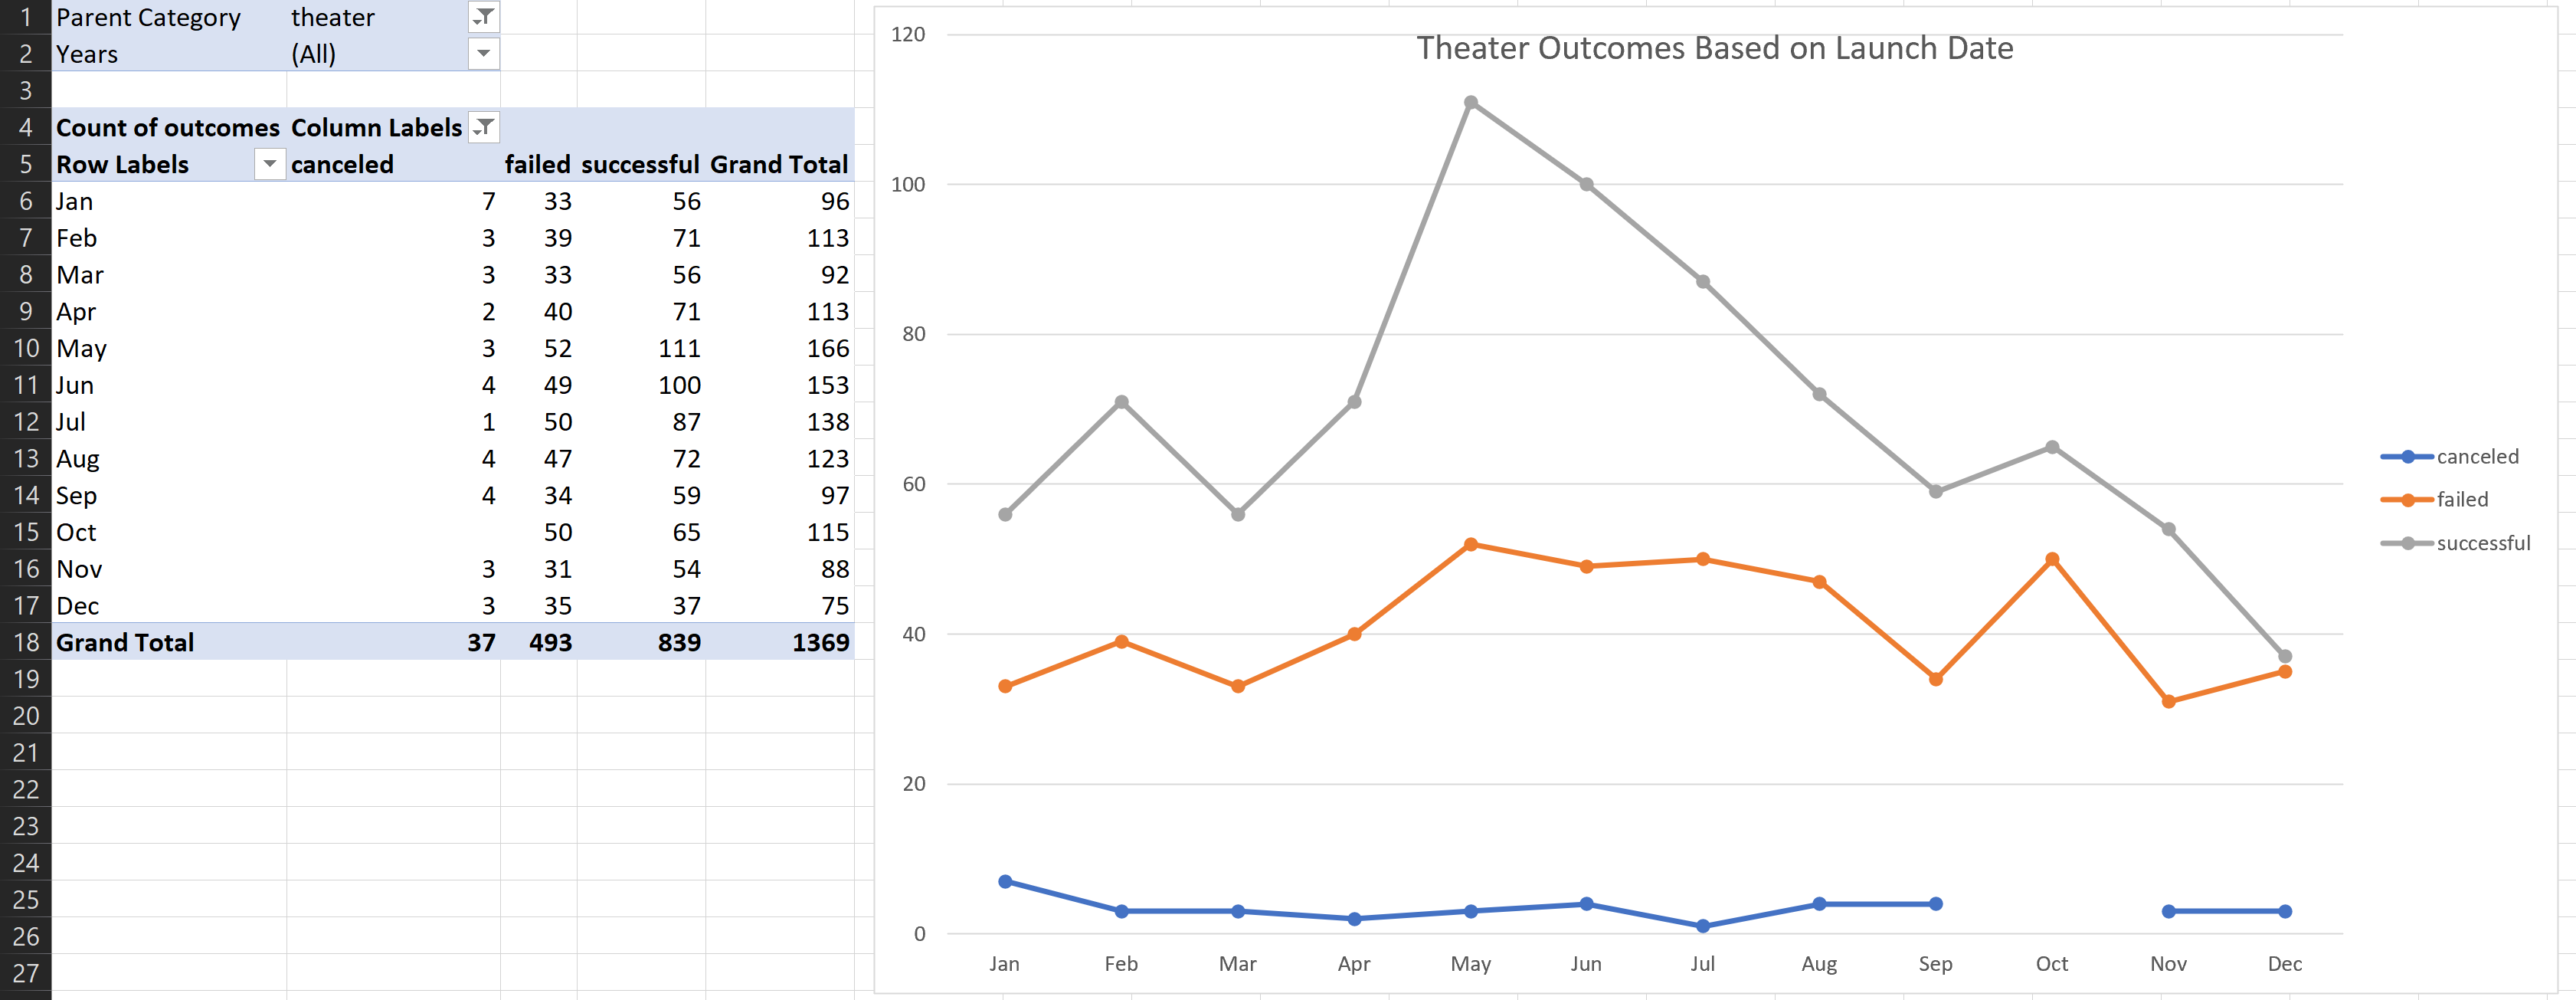 1 Parent Category theater
2 Years (All)
3
4 Count of outcomes Column Labels
5 Row Labels canceled failed successful Grand Total
6 Jan 7 33 56 96
7 Feb 3 39 71 113
8 Mar 3 33 56 92
9 Apr 2 40 71 113
10 May 3 52 111 166
11 Jun 4 49 100 153
12 Jul 1 50 87 138
13 Aug 4 47 72 123
14 Sep 4 34 59 97
15 Oct 50 65 115
16 Nov 3 31 54 88
17 Dec 3 35 37 75
18 Grand Total 37 493 839 1369
19
20
21
22
23
24
25
26
27
Theater Outcomes Based on Launch Date
120
100
80
60
40
20
0
Jan Feb Mar Apr May Jun Jul Aug Sep Oct Nov Dec
canceled
failed
successful